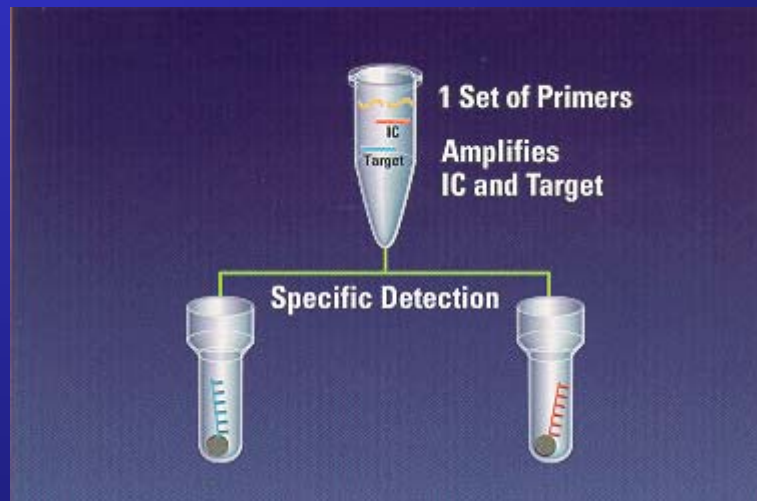 1 Set of Primers
IC
Amplifies
Target
IC and Target
Specific Detection